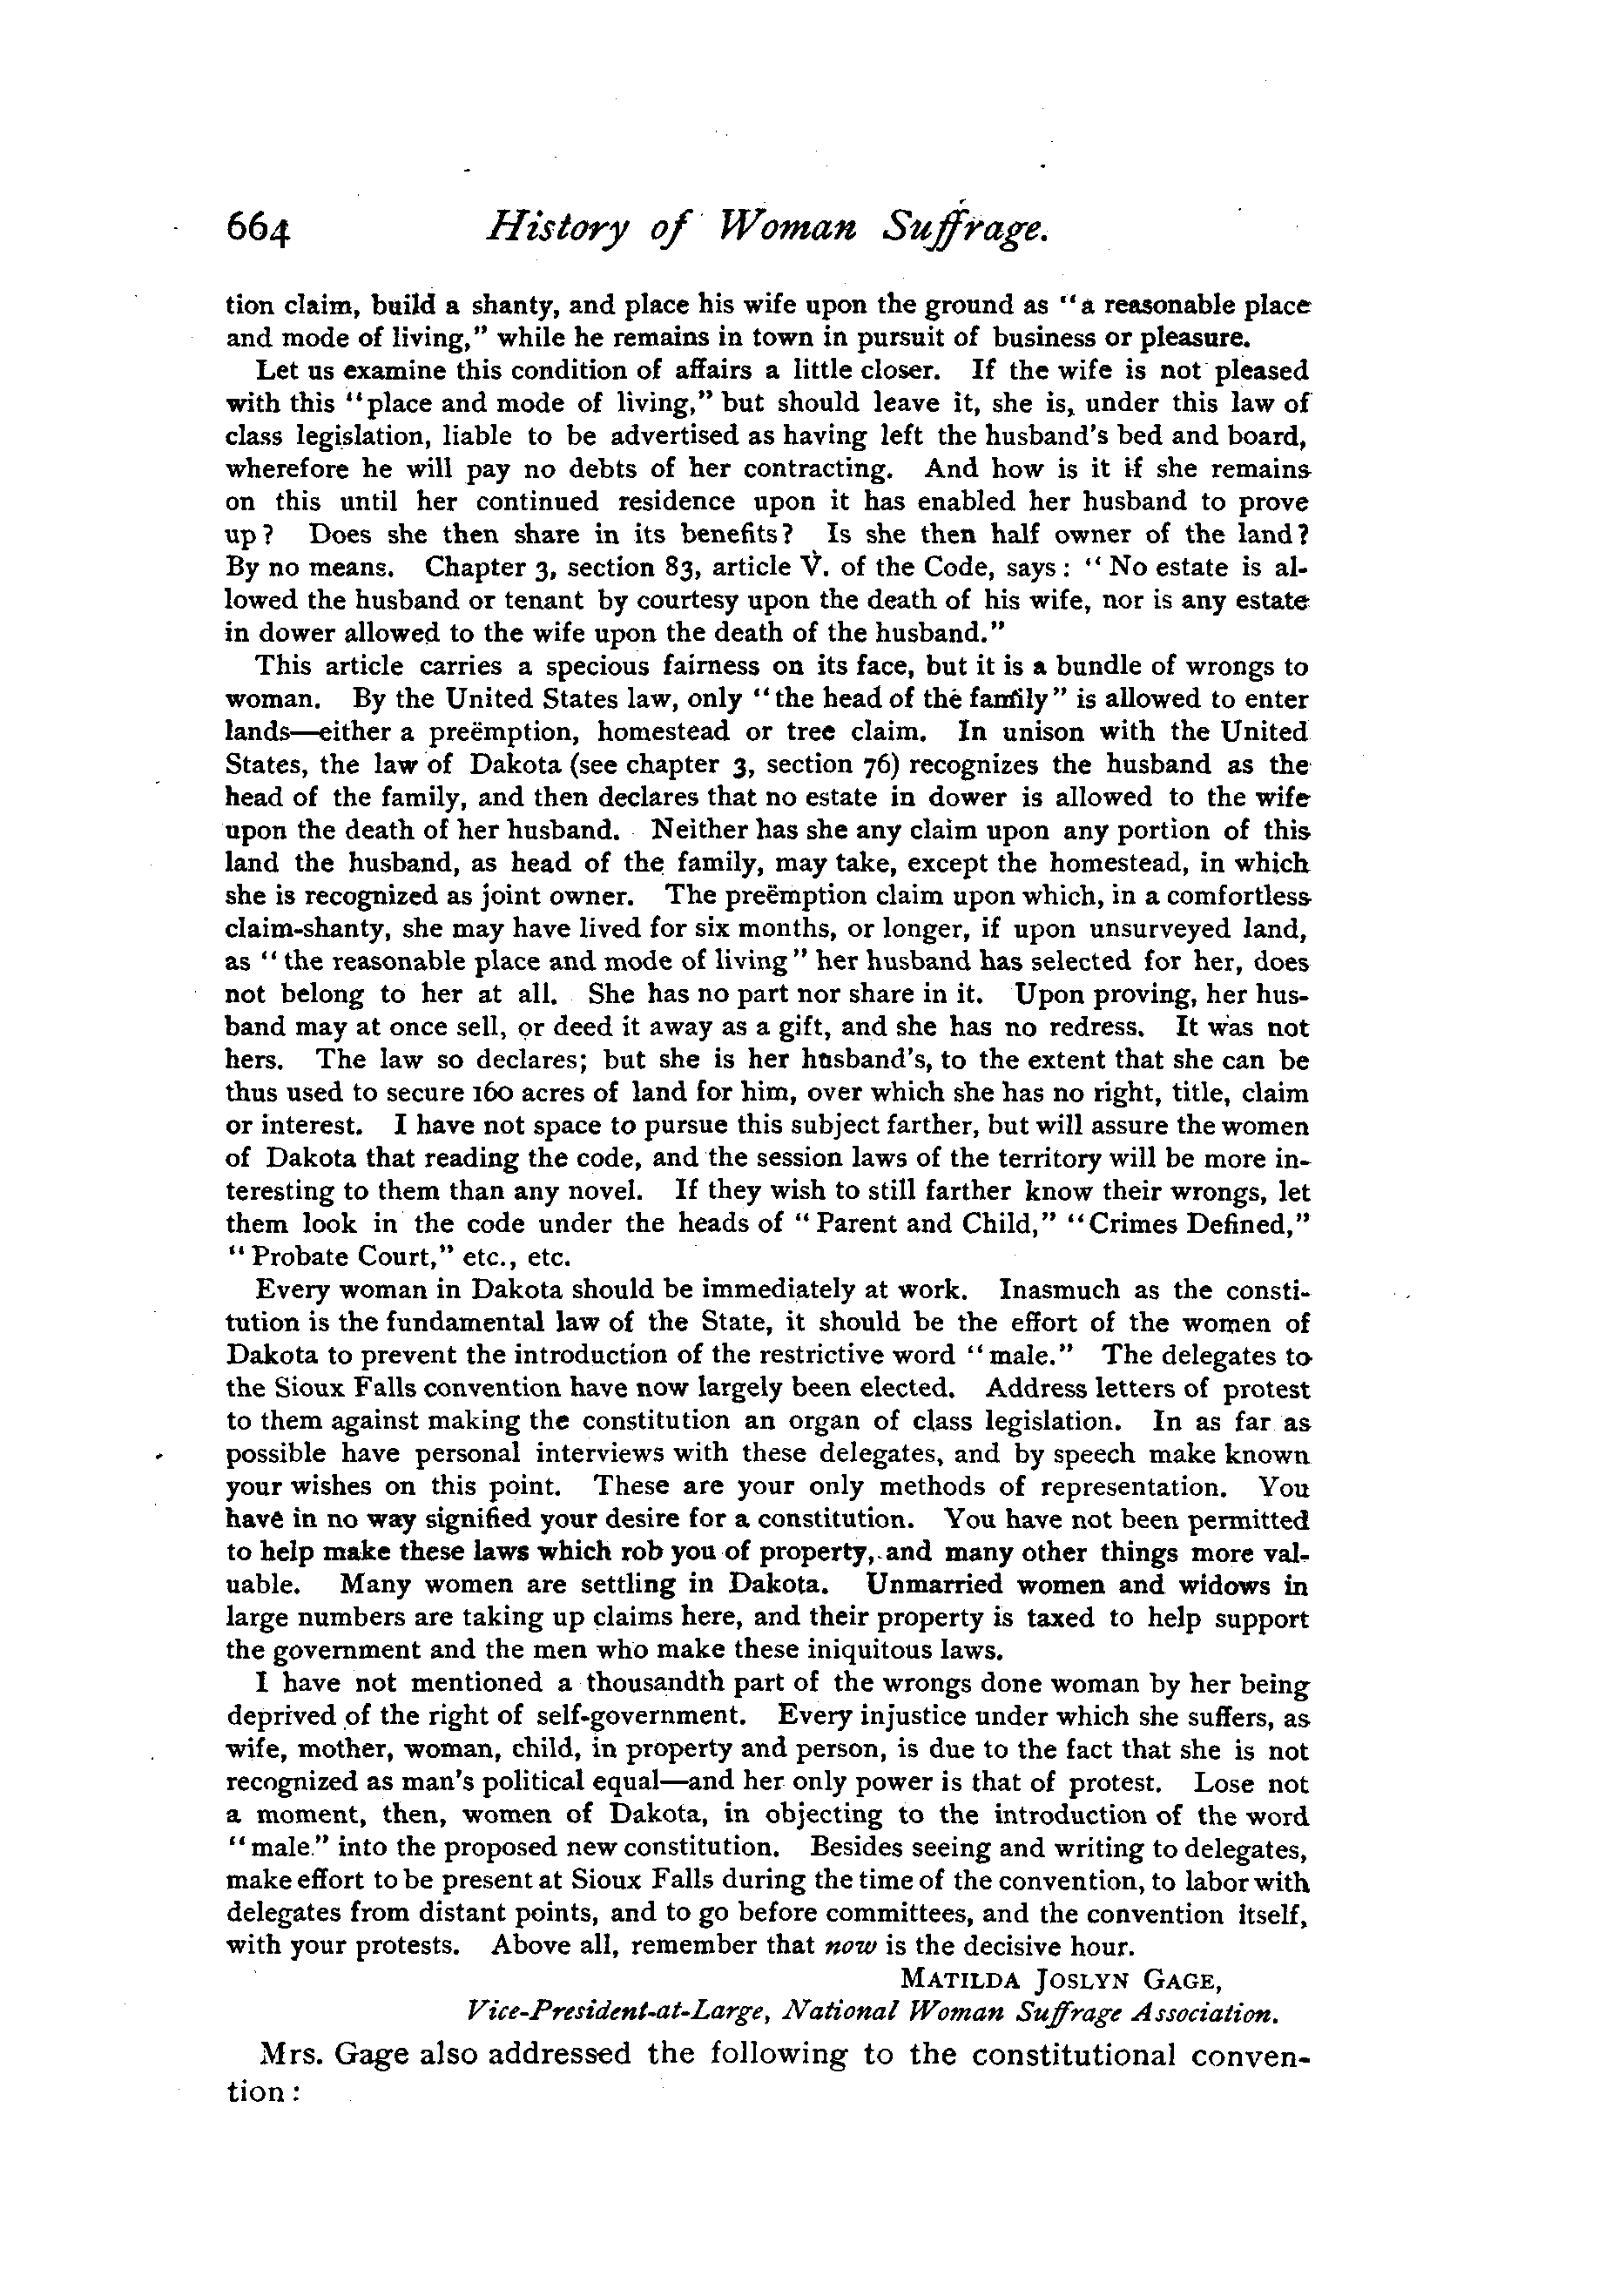 664 History of Woman Suffrage.
tion claim, build a shanty, and place his wife upon the ground as "a reasonable place
and mode of living," while he remains in town in pursuit of business or pleasure.
Let us examine this condition of affairs a little closer. If the wife is not pleased
with this "place and mode of living," but should leave it, she is, under this law of
class legislation, liable to be advertised as having left the husband's bed and board,
wherefore he will pay no debts of her contracting. And how is it if she remains
on this until her continued residence upon it has enabled her husband to prove
up? Does she then share in its benefits? Is she then half owner of the land?
By no means. Chapter 3, section 83, article V. of the Code, says: "No estate is al-
lowed the husband or tenant by courtesy upon the death of his wife, nor is any estate
in dower allowed to the wife upon the death of the husband."
This article carries a specious fairness on its face, but it is a bundle of wrongs to
woman. By the United States law, only "the head of the family" is allowed to enter
lands—either a preëmption, homestead or tree claim. In unison with the United
States, the law of Dakota (see chapter 3, section 76) recognizes the husband as the
head of the family, and then declares that no estate in dower is allowed to the wife
upon the death of her husband. Neither has she any claim upon any portion of this
land the husband, as head of the family, may take, except the homestead, in which
she is recognized as joint owner. The preëmption claim upon which, in a comfortless
claim-shanty, she may have lived for six months, or longer, if upon unsurveyed land,
as "the reasonable place and mode of living" her husband has selected for her, does
not belong to her at all. She has no part nor share in it. Upon proving, her hus-
band may at once sell, or deed it away as a gift, and she has no redress. It was not
hers. The law so declares; but she is her husband's, to the extent that she can be
thus used to secure 160 acres of land for him, over which she has no right, title, claim
or interest. I have not space to pursue this subject farther, but will assure the women
of Dakota that reading the code, and the session laws of the territory will be more in-
teresting to them than any novel. If they wish to still farther know their wrongs, let
them look in the code under the heads of "Parent and Child," "Crimes Defined,"
"Probate Court," etc., etc.
Every woman in Dakota should be immediately at work. Inasmuch as the consti-
tution is the fundamental law of the State, it should be the effort of the women of
Dakota to prevent the introduction of the restrictive word "male." The delegates to
the Sioux Falls convention have now largely been elected. Address letters of protest
to them against making the constitution an organ of class legislation. In as far as
possible have personal interviews with these delegates, and by speech make known
your wishes on this point. These are your only methods of representation. You
have in no way signified your desire for a constitution. You have not been permitted
to help make these laws which rob you of property, and many other things more val-
uable. Many women are settling in Dakota. Unmarried women and widows in
large numbers are taking up claims here, and their property is taxed to help support
the government and the men who make these iniquitous laws.
I have not mentioned a thousandth part of the wrongs done woman by her being
deprived of the right of self-government. Every injustice under which she suffers, as
wife, mother, woman, child, in property and person, is due to the fact that she is not
recognized as man's political equal—and her only power is that of protest. Lose not
a moment, then, women of Dakota, in objecting to the introduction of the word
"male" into the proposed new constitution. Besides seeing and writing to delegates,
make effort to be present at Sioux Falls during the time of the convention, to labor with
delegates from distant points, and to go before committees, and the convention itself,
with your protests. Above all, remember that now is the decisive hour.
MATILDA JOSLYN GAGE,
Vice-President-at-Large, National Woman Suffrage Association.
Mrs. Gage also addressed the following to the constitutional conven-
tion: